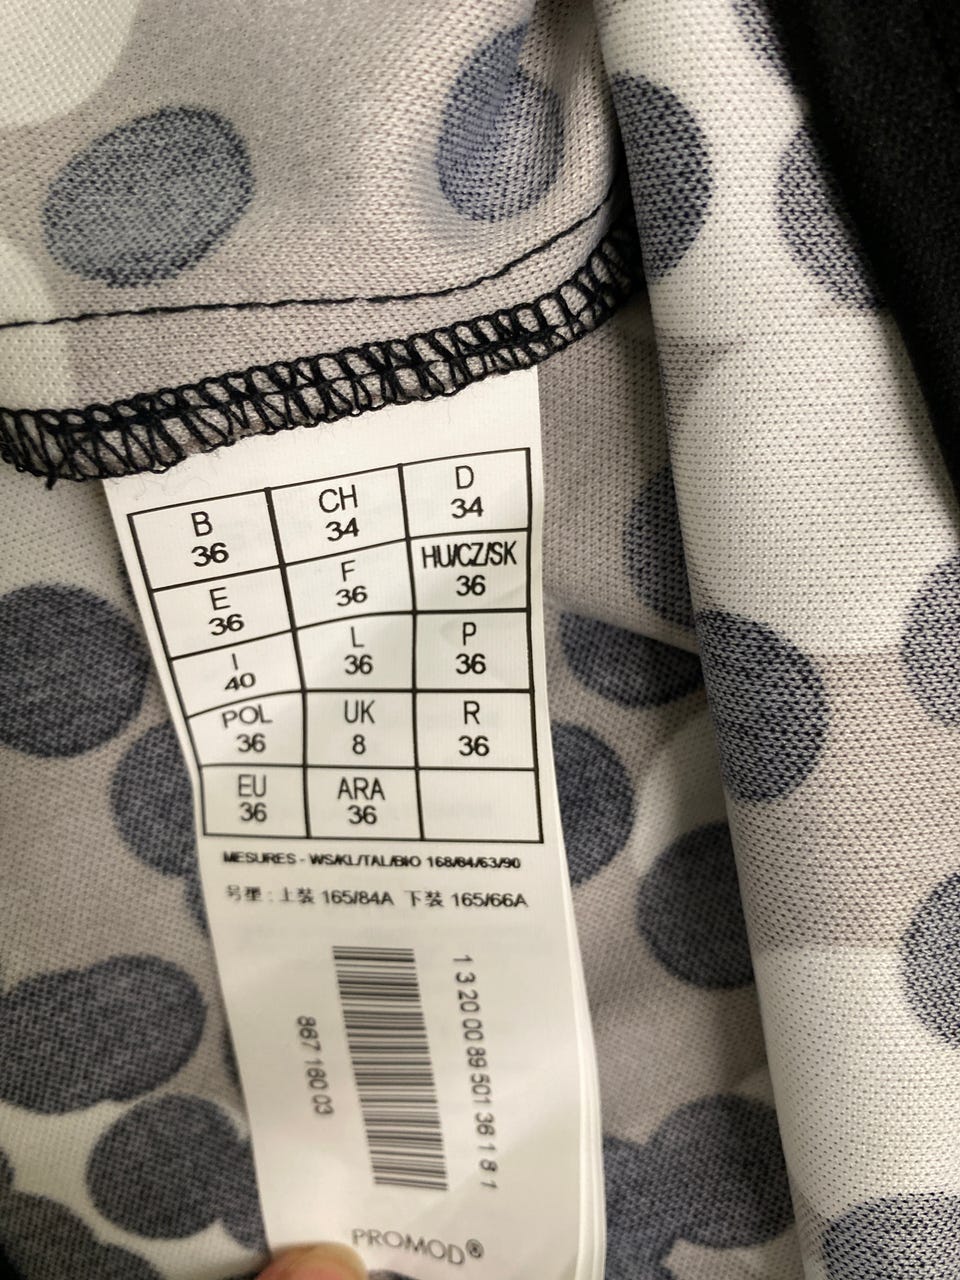 B CH D
36 34 34
E F HU/CZ/SK
36 36 36
I L P
40 36 36
POL UK R
36 8 36
EU ARA
36 36
MESURES - WS/KL/TAL/BIO 168/84/63/90
号型：上装 165/84A 下装 165/66A
1 3 20 00 89 501 36 1 8 1
867 180 03
PROMOD®